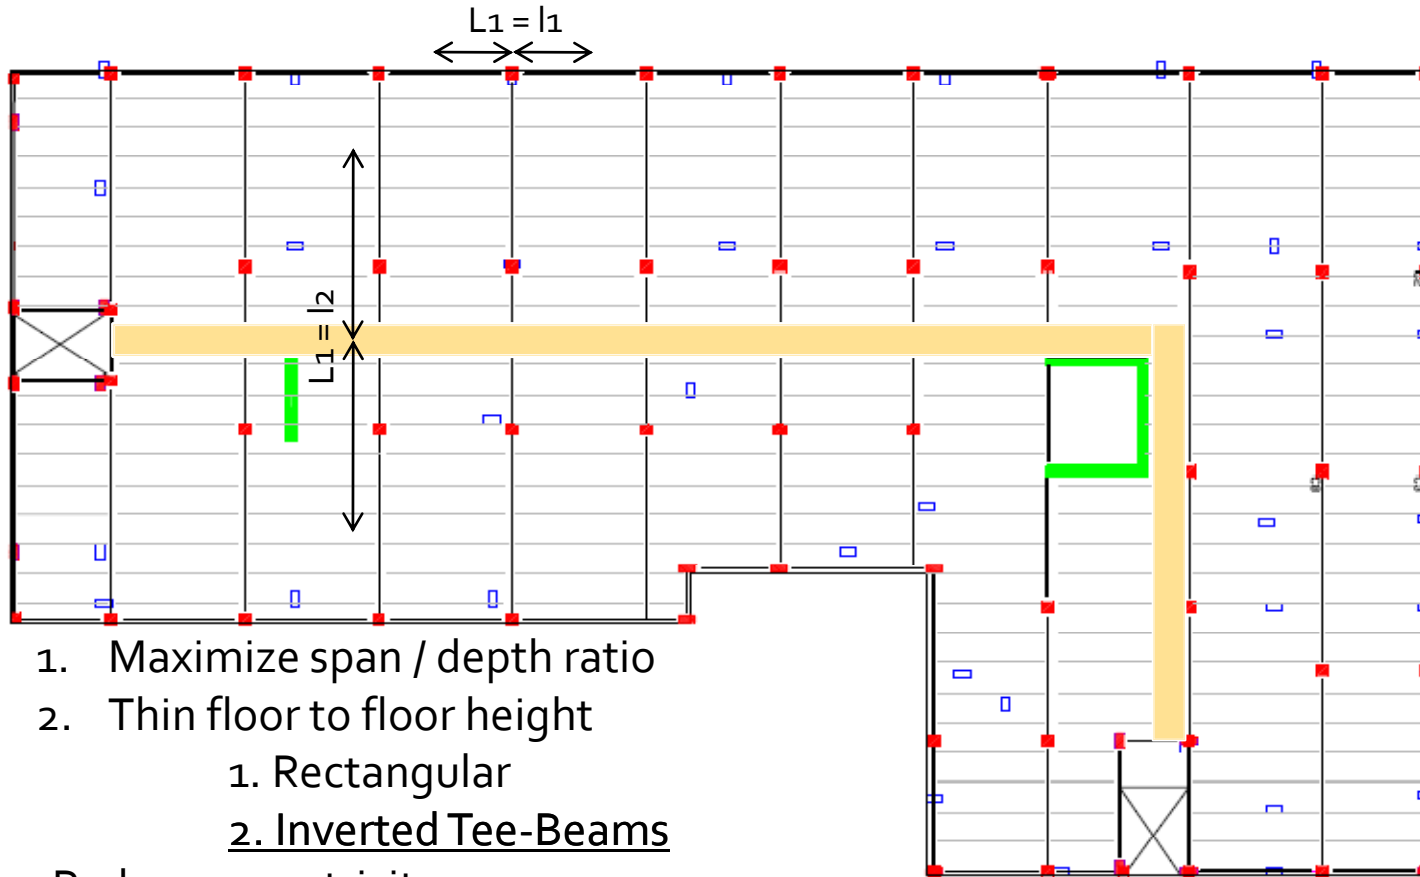 L1 = l1
L1 = l2
1. Maximize span / depth ratio
2. Thin floor to floor height
1. Rectangular
2. Inverted Tee-Beams